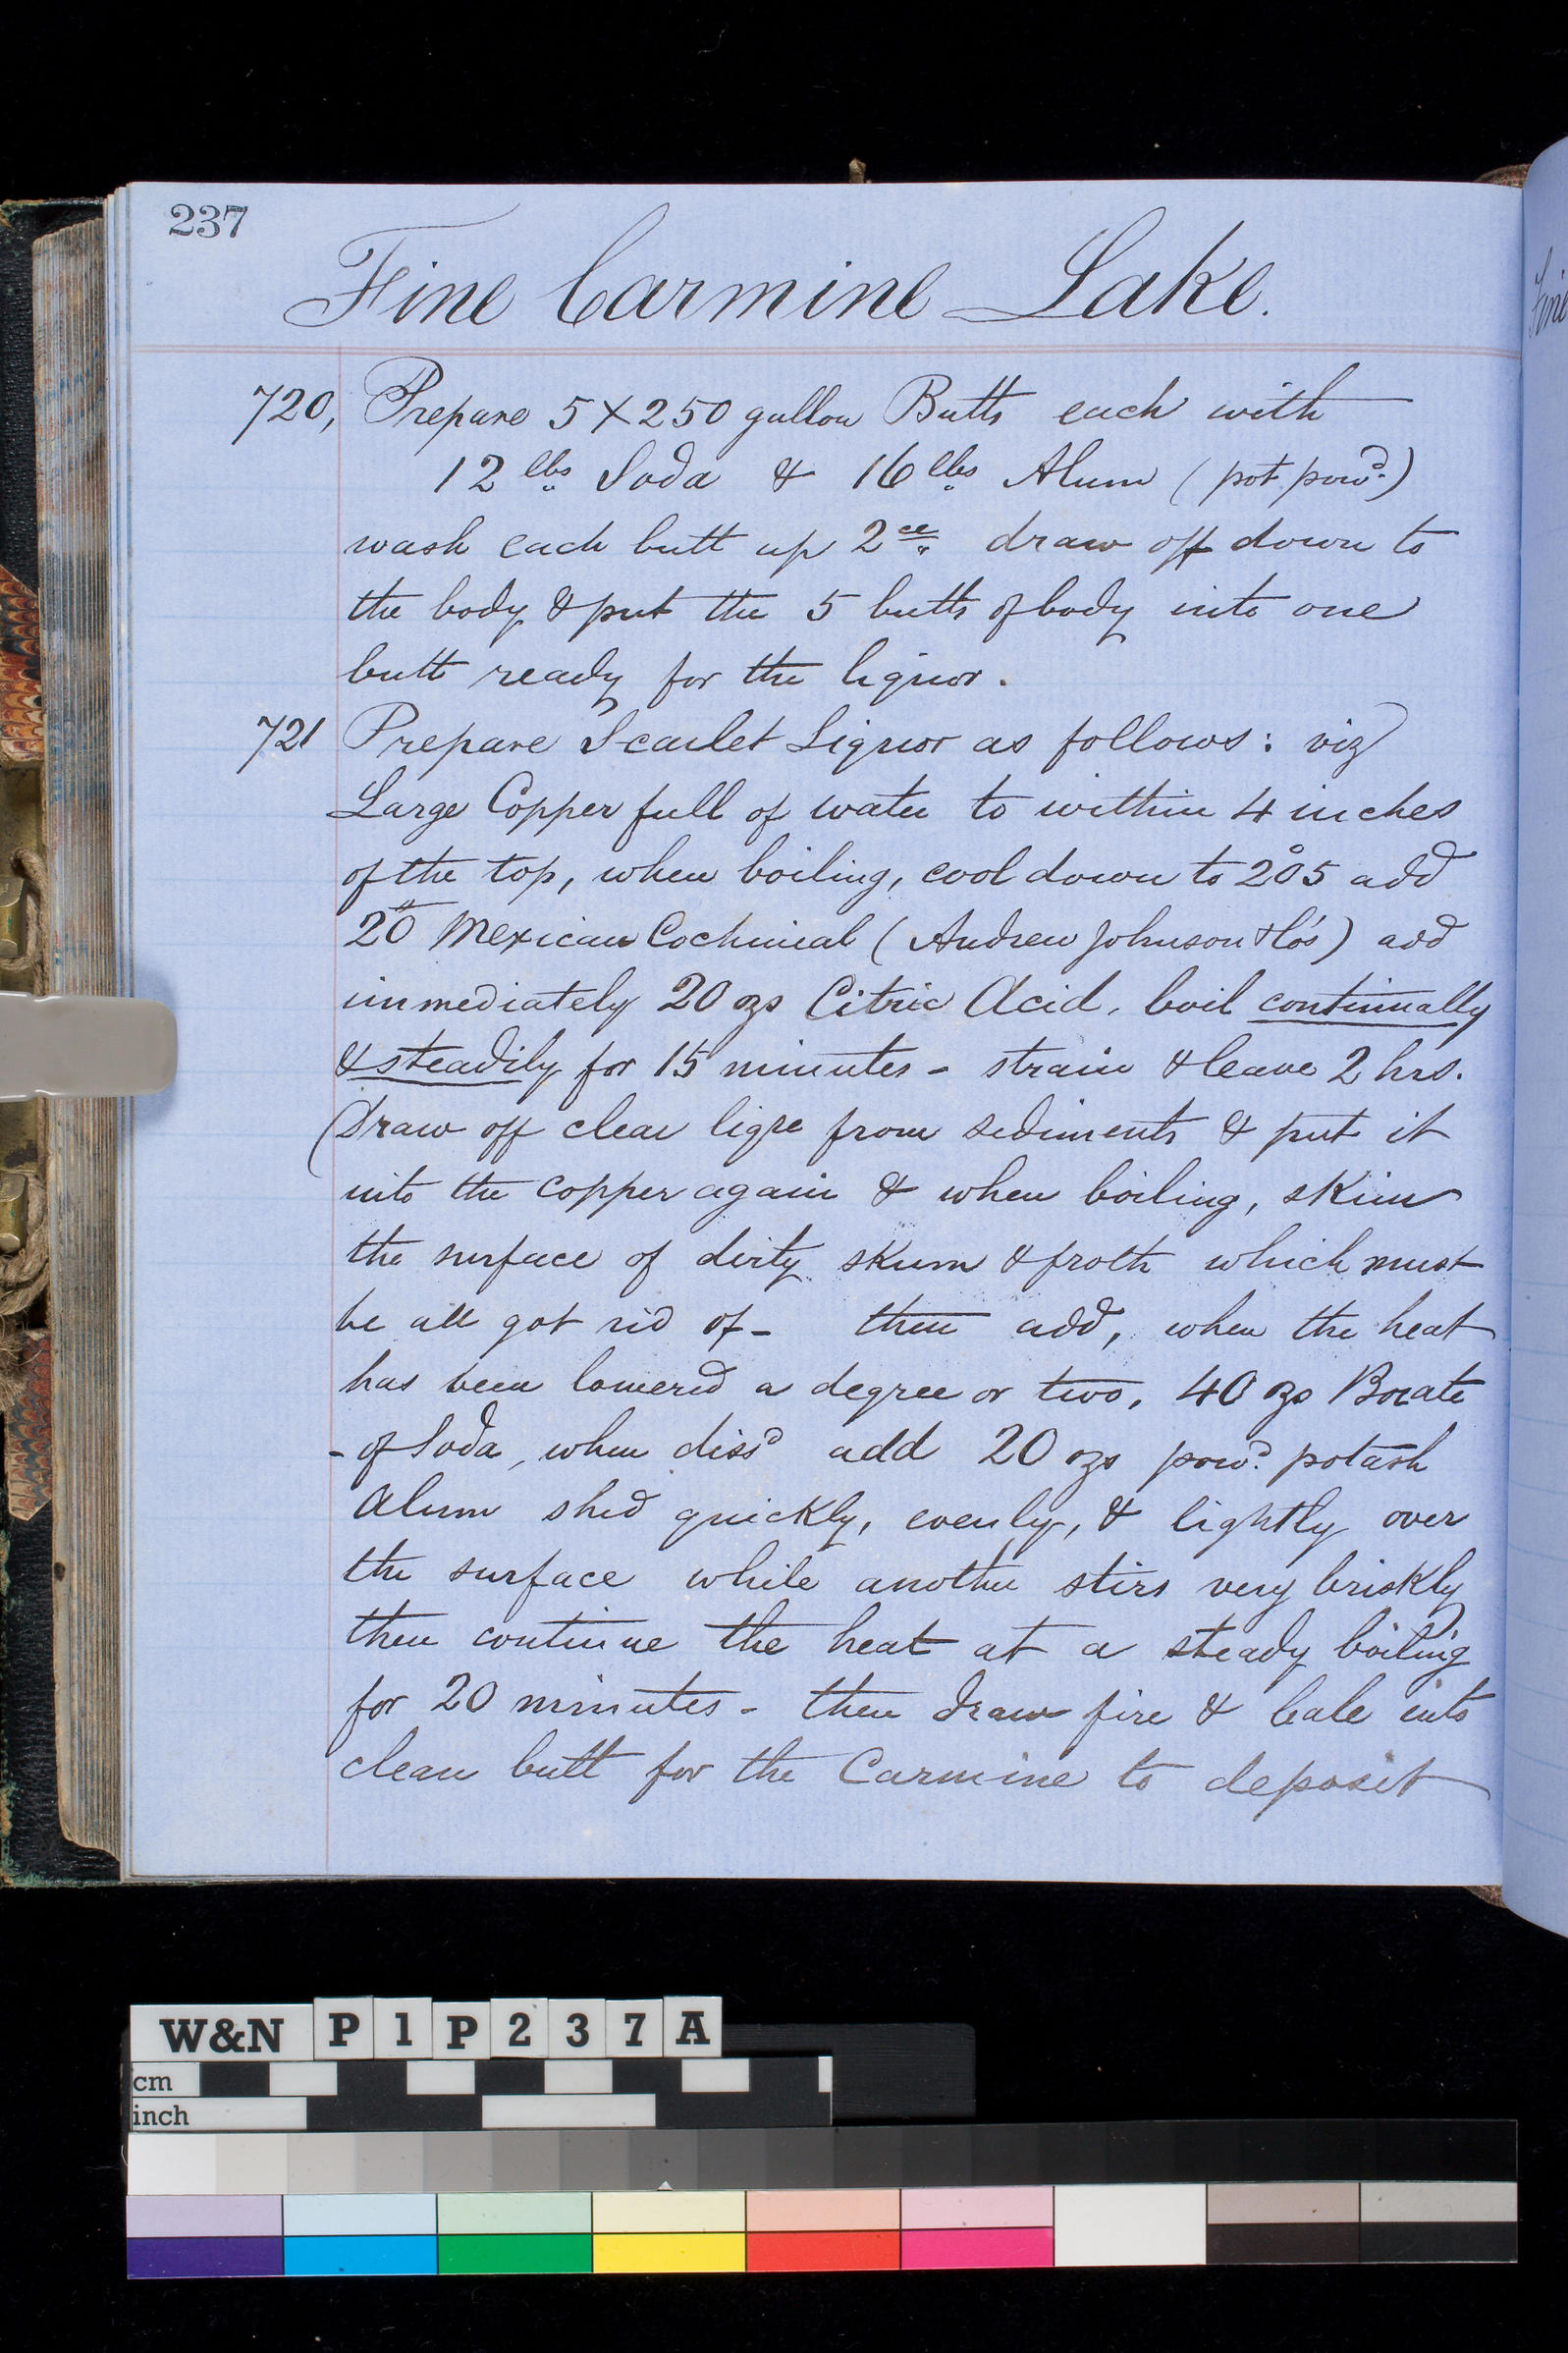 237
Fine Carmine Lake.
720, Prepare 5 X 250 gallon Butts each with
12 lbs Soda & 16 lbs Alum (pot. powd.)
wash each butt up 2ce draw off down to
the body & put the 5 butts of body into one
butt ready for the liquor.
721 Prepare Scarlet Liquor as follows: viz
Large Copper full of water to within 4 inches
of the top, when boiling, cool down to 205° add
20# Mexican Cochineal (Andrew Johnson & Co's) add
immediately 20 ozs Citric Acid, boil continually
& steadily for 15 minutes - strain & leave 2 hrs.
Draw off clear liqre from sediments & put it
into the copper again & when boiling, skim
the surface of dirty skum & froth which must
be all got rid of - then add, when the heat
has been lowered a degree or two, 40 ozs Borate
- of Soda, when dissd add 20 ozs powd. potash
Alum shed quickly, evenly, & lightly over
the surface while another stirs very briskly
then continue the heat at a steady boiling
for 20 minutes - then draw fire & bale into
clean butt for the Carmine to deposit
Fine
W&N P1P237A
cm
inch